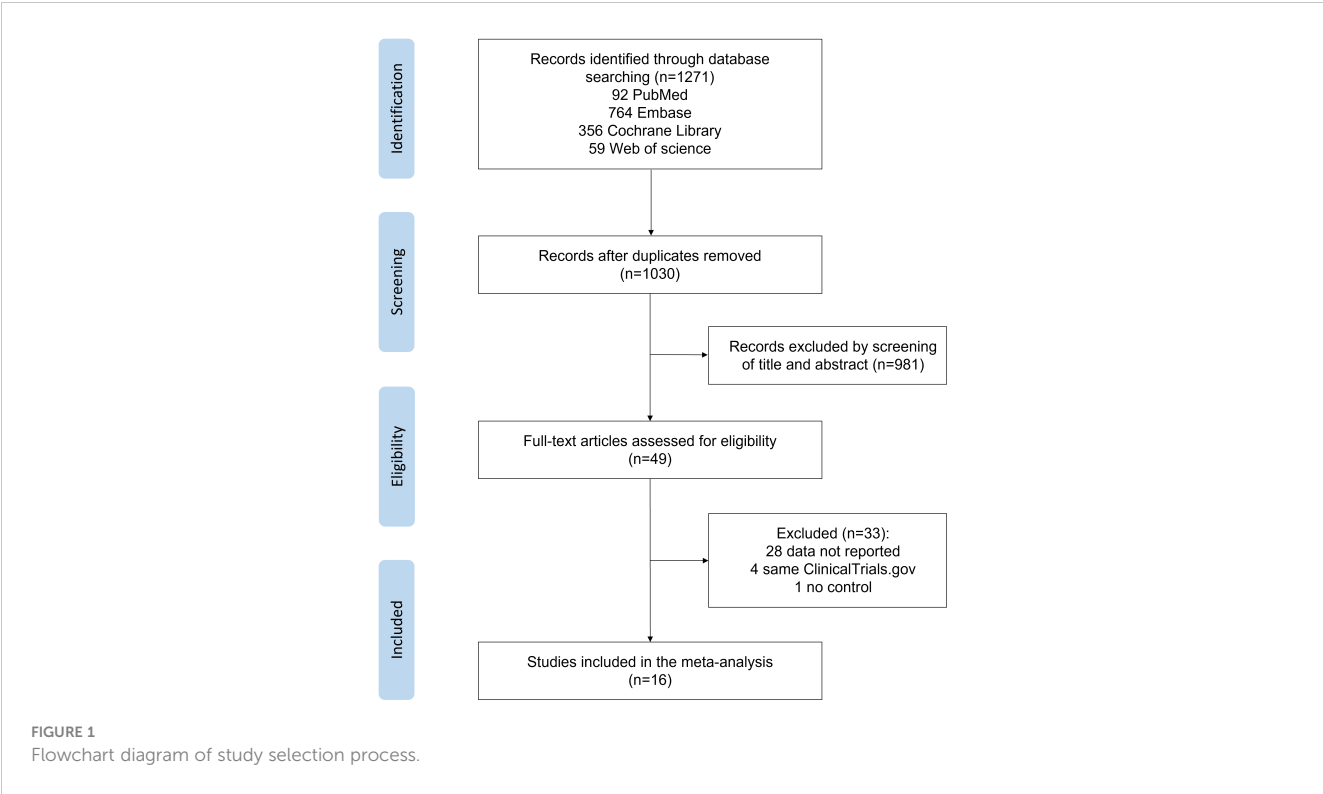 Identification
Records identified through database
searching (n=1271)
92 PubMed
764 Embase
356 Cochrane Library
59 Web of science
Screening
Records after duplicates removed
(n=1030)
Records excluded by screening
of title and abstract (n=981)
Eligibility
Full-text articles assessed for eligibility
(n=49)
Excluded (n=33):
28 data not reported
4 same ClinicalTrials.gov
1 no control
Included
Studies included in the meta-analysis
(n=16)
FIGURE 1
Flowchart diagram of study selection process.